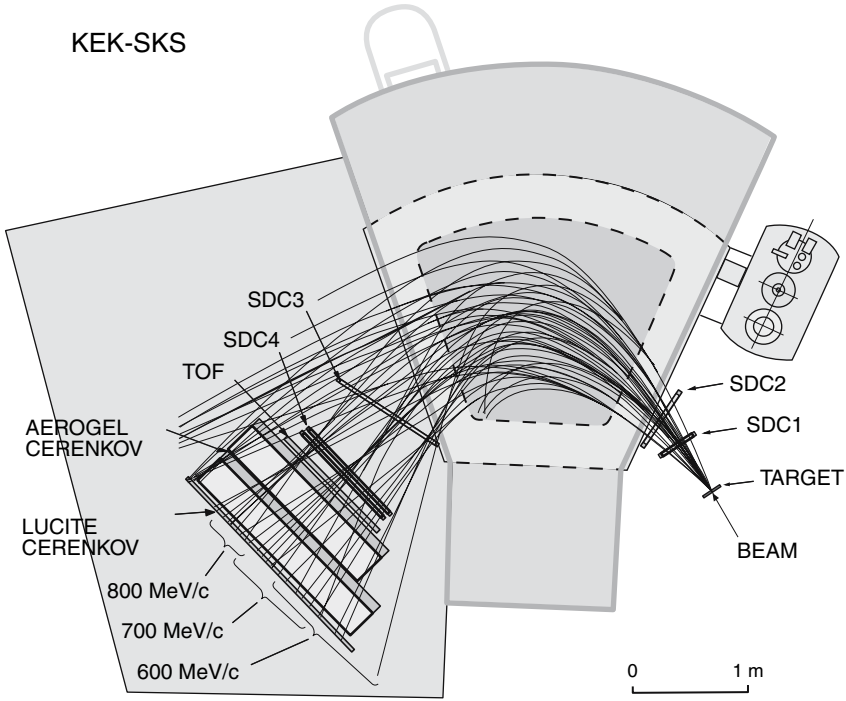 KEK-SKS
SDC3
SDC4
TOF
AEROGEL
CERENKOV
LUCITE
CERENKOV
800 MeV/c
700 MeV/c
600 MeV/c
SDC2
SDC1
TARGET
BEAM
0 1 m